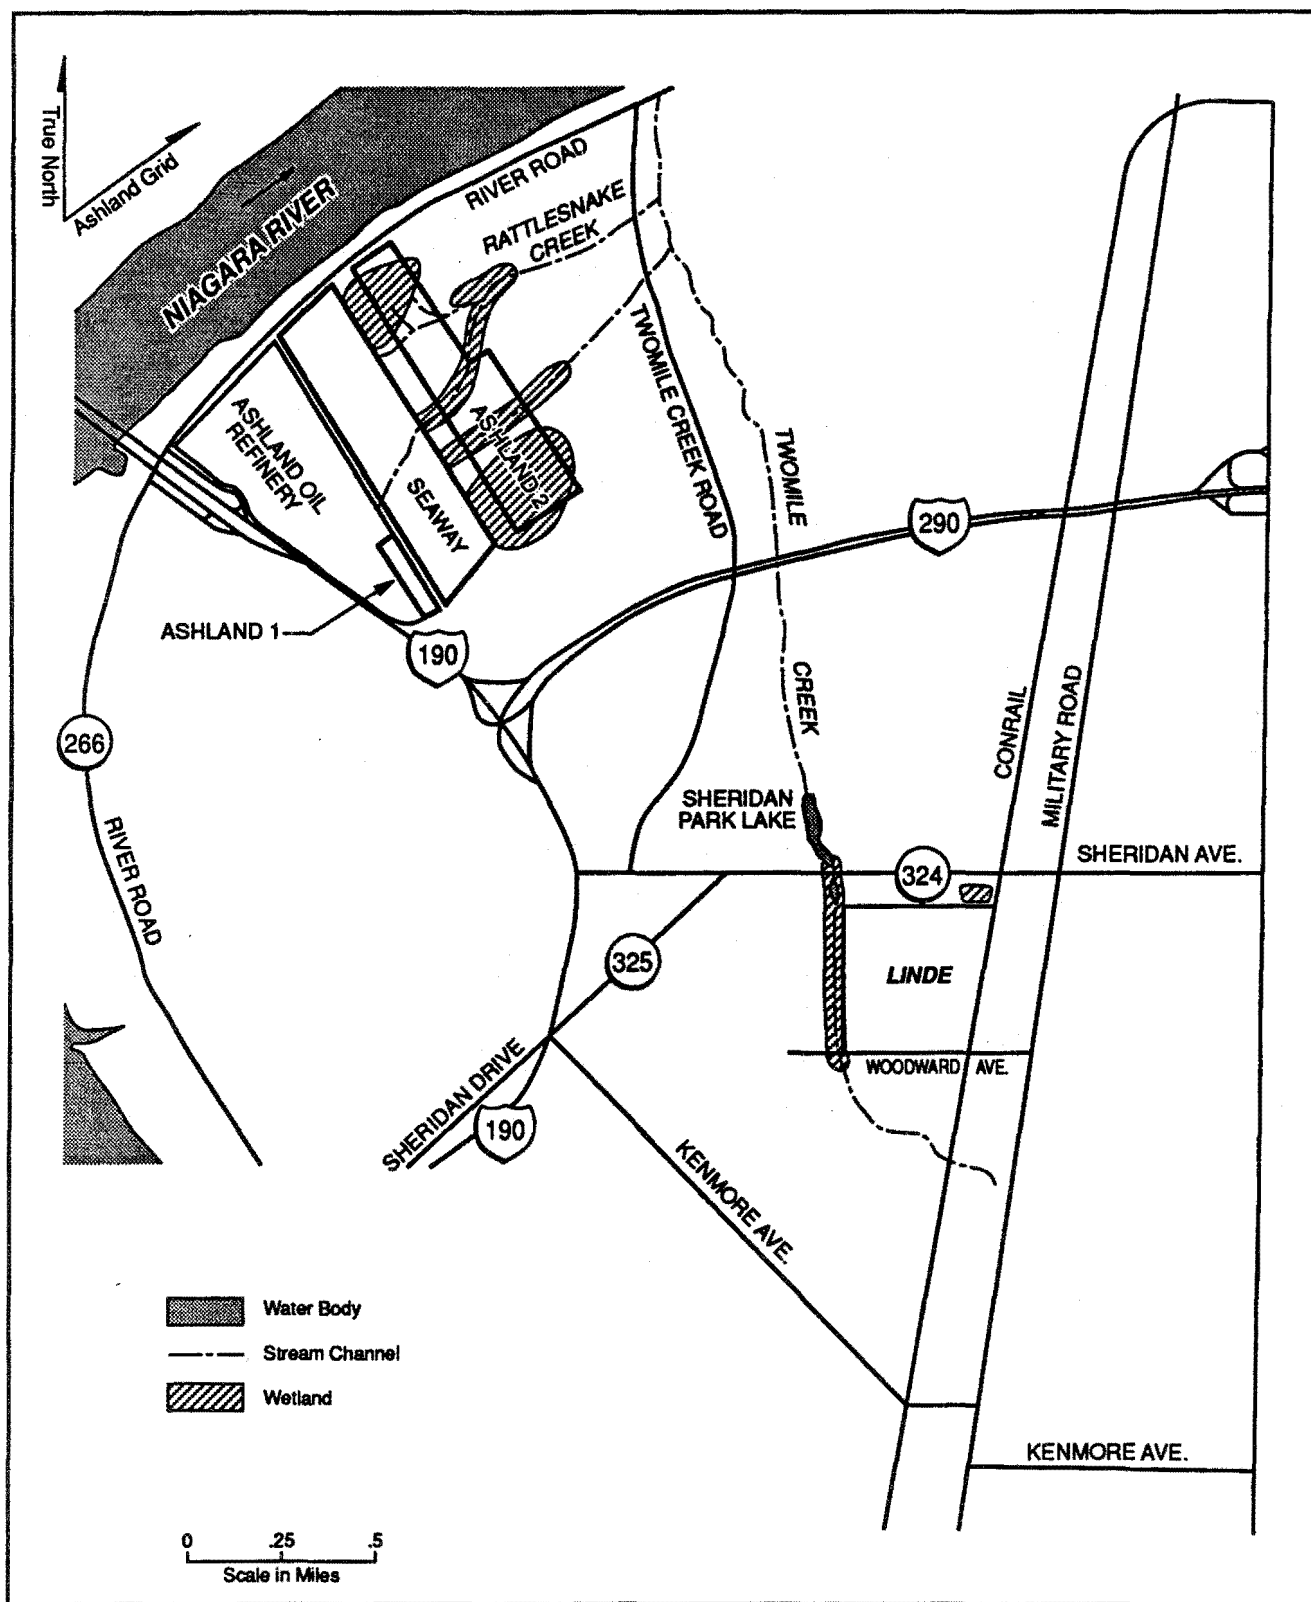 True North
Ashland Grid
NIAGARA RIVER
RIVER ROAD
RATTLESNAKE
CREEK
TWOMILE CREEK ROAD
ASHLAND OIL
REFINERY
ASHLAND 2
SEAWAY
TWOMILE
CREEK
290
ASHLAND 1
190
266
CONRAIL
MILITARY ROAD
SHERIDAN
PARK LAKE
RIVER ROAD
SHERIDAN AVE.
324
325
LINDE
SHERIDAN DRIVE
190
WOODWARD AVE.
KENMORE AVE.
Water Body
Stream Channel
Wetland
KENMORE AVE.
0 .25 .5
Scale in Miles